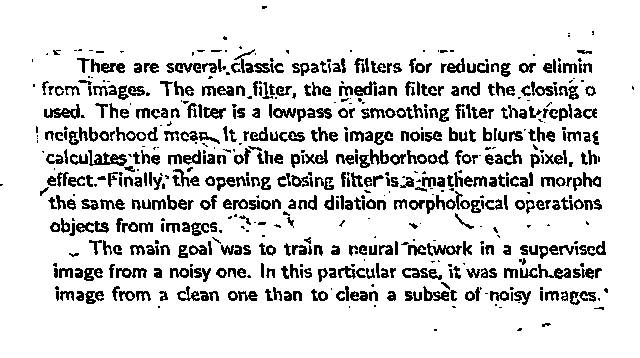 There are several classic spatial filters for reducing or elimin
from images. The mean filter, the median filter and the closing o
used. The mean filter is a lowpass or smoothing filter that replace
neighborhood mean. It reduces the image noise but blurs the imag
calculates the median of the pixel neighborhood for each pixel, the
effect. Finally, the opening closing filter is a mathematical morpho
the same number of erosion and dilation morphological operations
objects from images.
The main goal was to train a neural network in a supervised
image from a noisy one. In this particular case, it was much easier
image from a clean one than to clean a subset of noisy images.